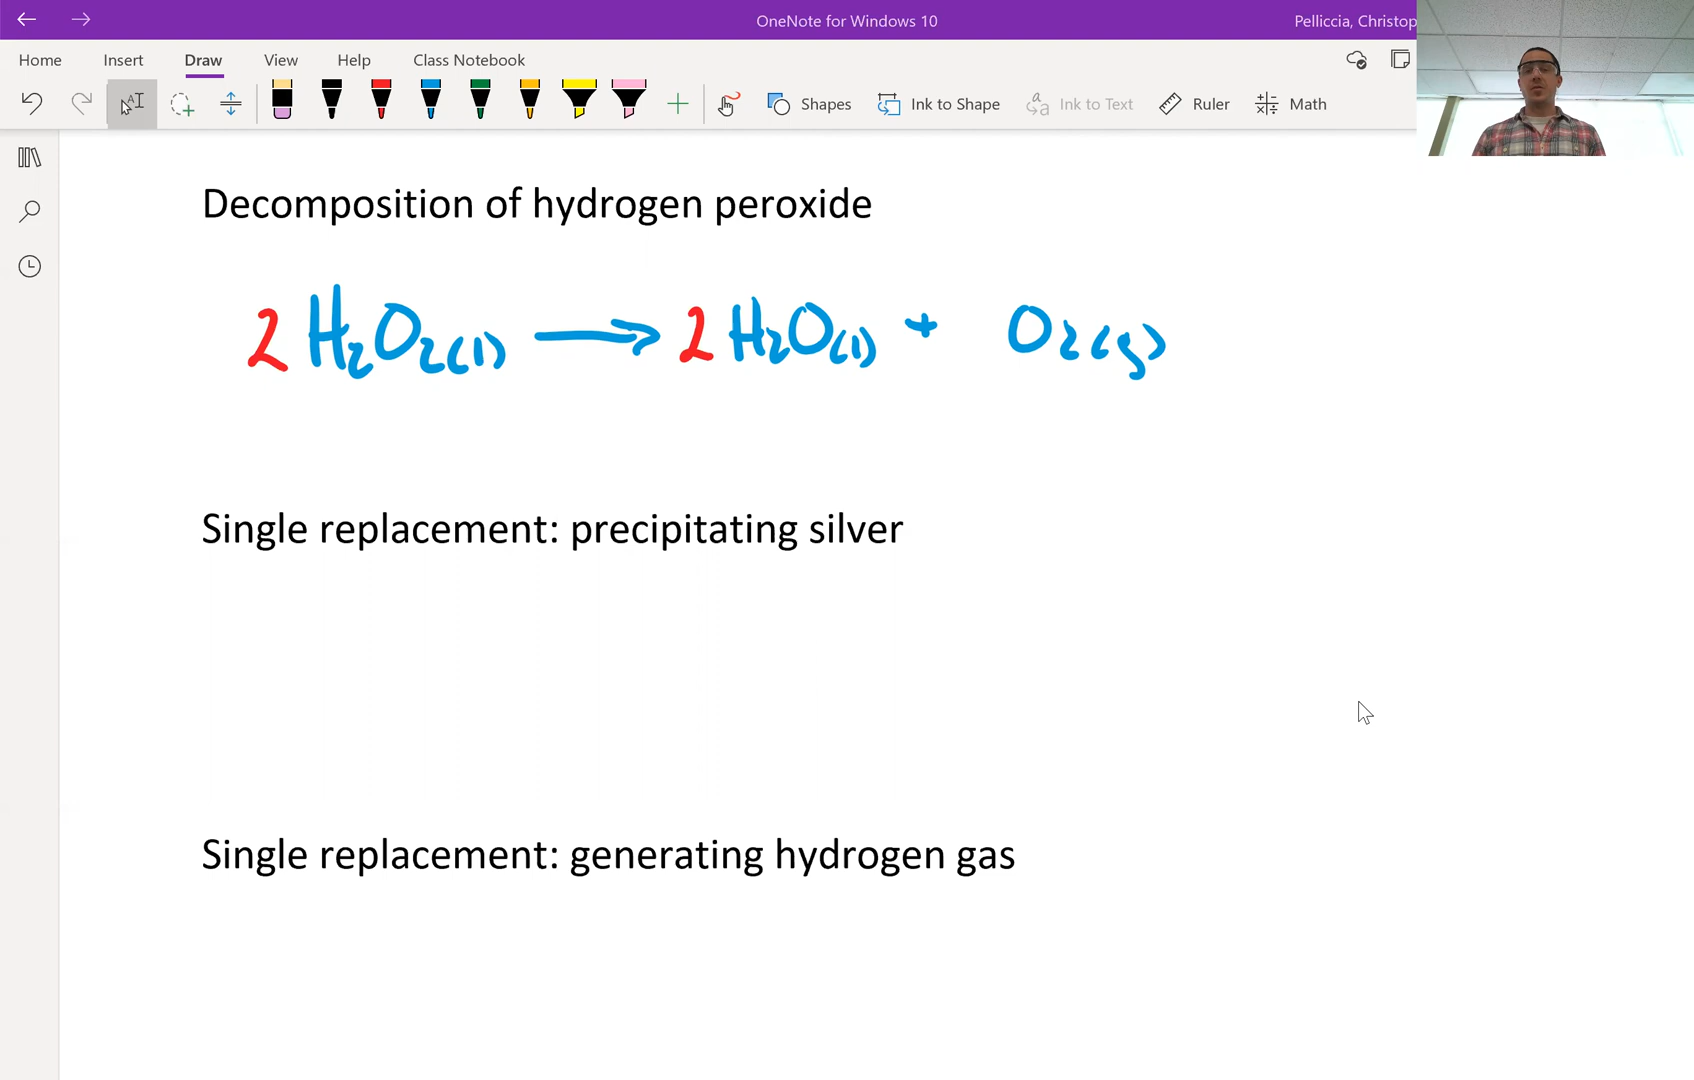 OneNote for Windows 10
Pelliccia, Christop
Home Insert Draw View Help Class Notebook
Shapes Ink to Shape Ink to Text Ruler Math
Decomposition of hydrogen peroxide
2 H₂O₂(l) → 2 H₂O(l) + O₂(g)
Single replacement: precipitating silver
Single replacement: generating hydrogen gas